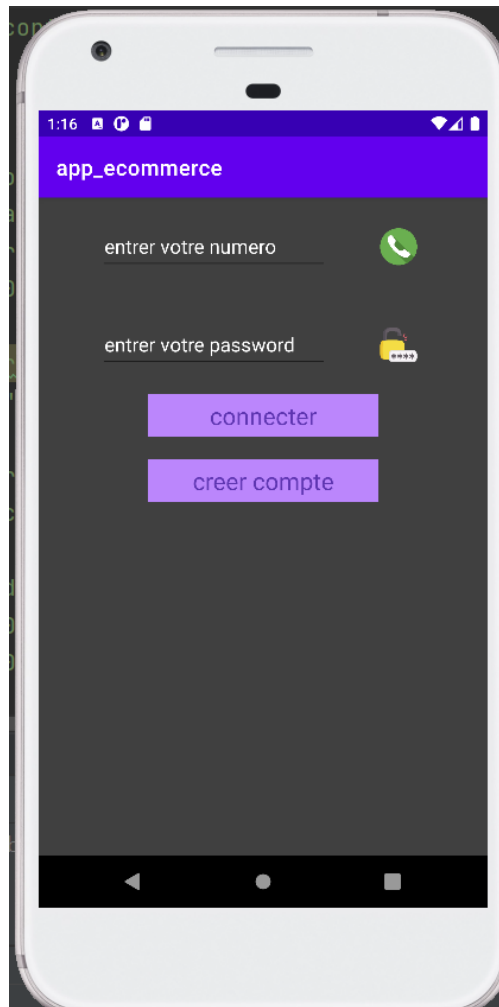 1:16
app_ecommerce
entrer votre numero
entrer votre password
****
connecter
creer compte